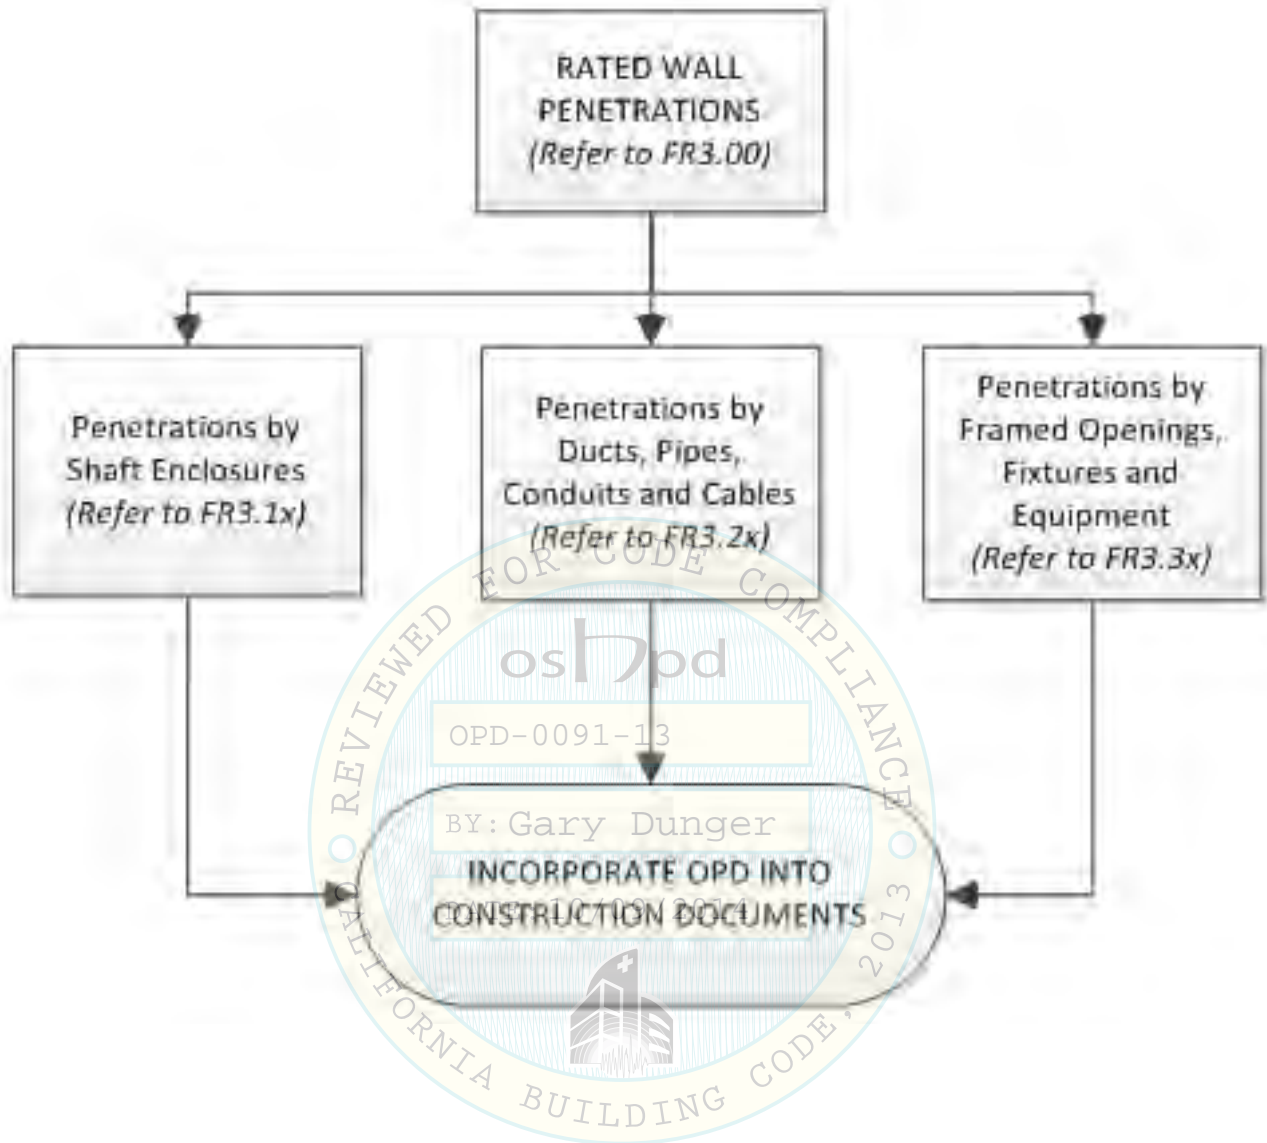 RATED WALL
PENETRATIONS
(Refer to FR3.00)
Penetrations by
Shaft Enclosures
(Refer to FR3.1x)
Penetrations by
Ducts, Pipes,
Conduits and Cables
(Refer to FR3.2x)
Penetrations by
Framed Openings,
Fixtures and
Equipment
(Refer to FR3.3x)
REVIEWED FOR CODE COMPLIANCE
oshpd
OPD-0091-13
BY: Gary Dunger
INCORPORATE OPD INTO
CONSTRUCTION DOCUMENTS
CALIFORNIA BUILDING CODE, 2013